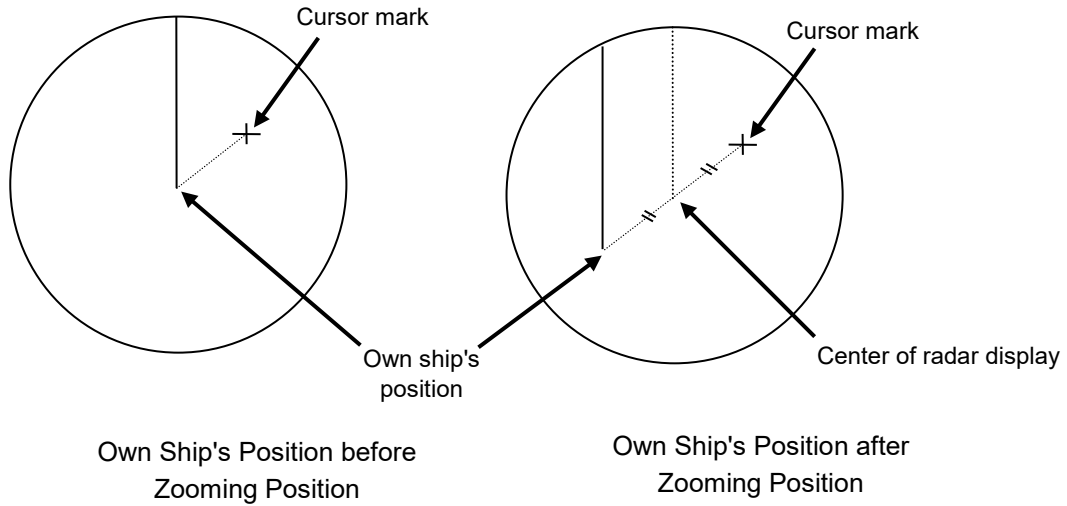 Cursor mark
Cursor mark
Own ship's
position
Center of radar display
Own Ship's Position before
Zooming Position
Own Ship's Position after
Zooming Position